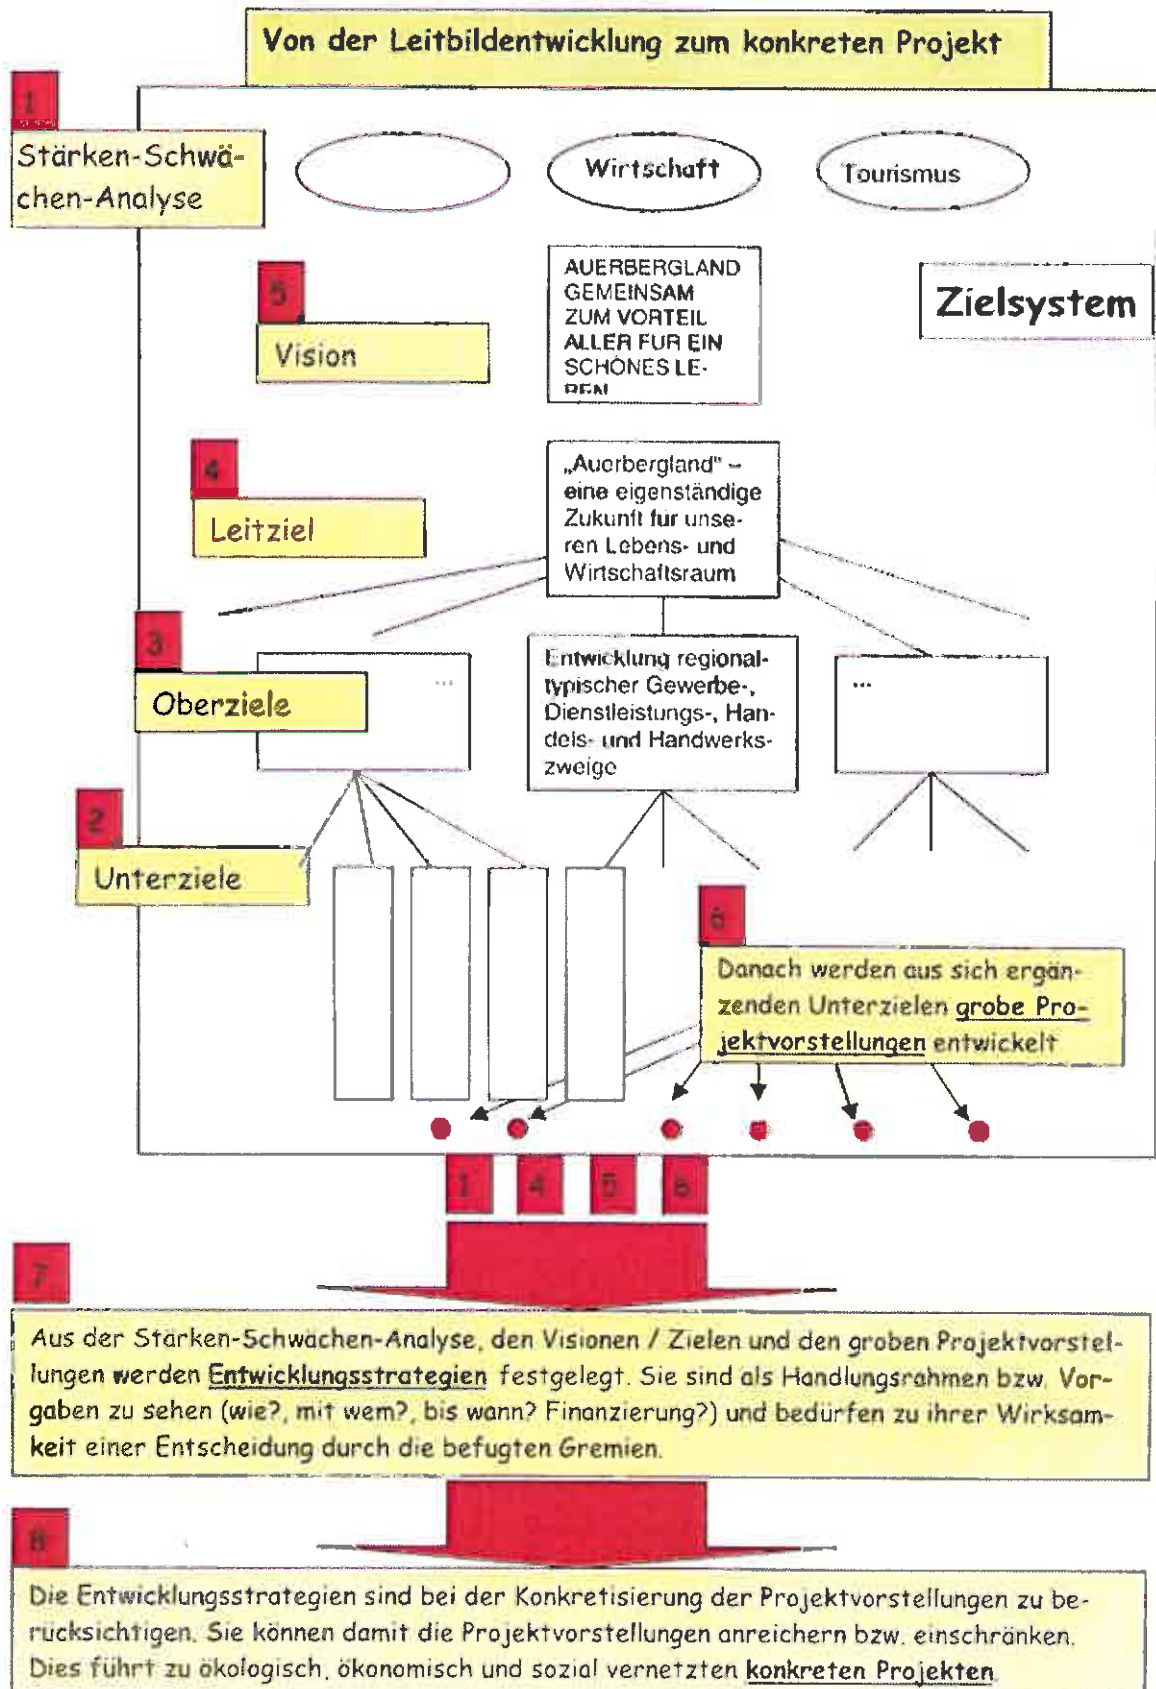 Von der Leitbildentwicklung zum konkreten Projekt
1
Stärken-Schwä-
chen-Analyse
Wirtschaft
Tourismus
5
Vision
AUERBERGLAND
GEMEINSAM
ZUM VORTEIL
ALLER FÜR EIN
SCHÖNES LE-
BEN
Zielsystem
4
Leitziel
„Auerbergland" –
eine eigenständige
Zukunft für unse-
ren Lebens- und
Wirtschaftsraum
3
Oberziele
...
Entwicklung regional-
typischer Gewerbe-,
Dienstleistungs-, Han-
dels- und Handwerks-
zweige
...
2
Unterziele
6
Danach werden aus sich ergän-
zenden Unterzielen grobe Pro-
jektvorstellungen entwickelt
1 4 5 6
7
Aus der Stärken-Schwächen-Analyse, den Visionen / Zielen und den groben Projektvorstel-
lungen werden Entwicklungsstrategien festgelegt. Sie sind als Handlungsrahmen bzw. Vor-
gaben zu sehen (wie?, mit wem?, bis wann? Finanzierung?) und bedürfen zu ihrer Wirksam-
keit einer Entscheidung durch die befugten Gremien.
8
Die Entwicklungsstrategien sind bei der Konkretisierung der Projektvorstellungen zu be-
rücksichtigen. Sie können damit die Projektvorstellungen anreichern bzw. einschränken.
Dies führt zu ökologisch, ökonomisch und sozial vernetzten konkreten Projekten